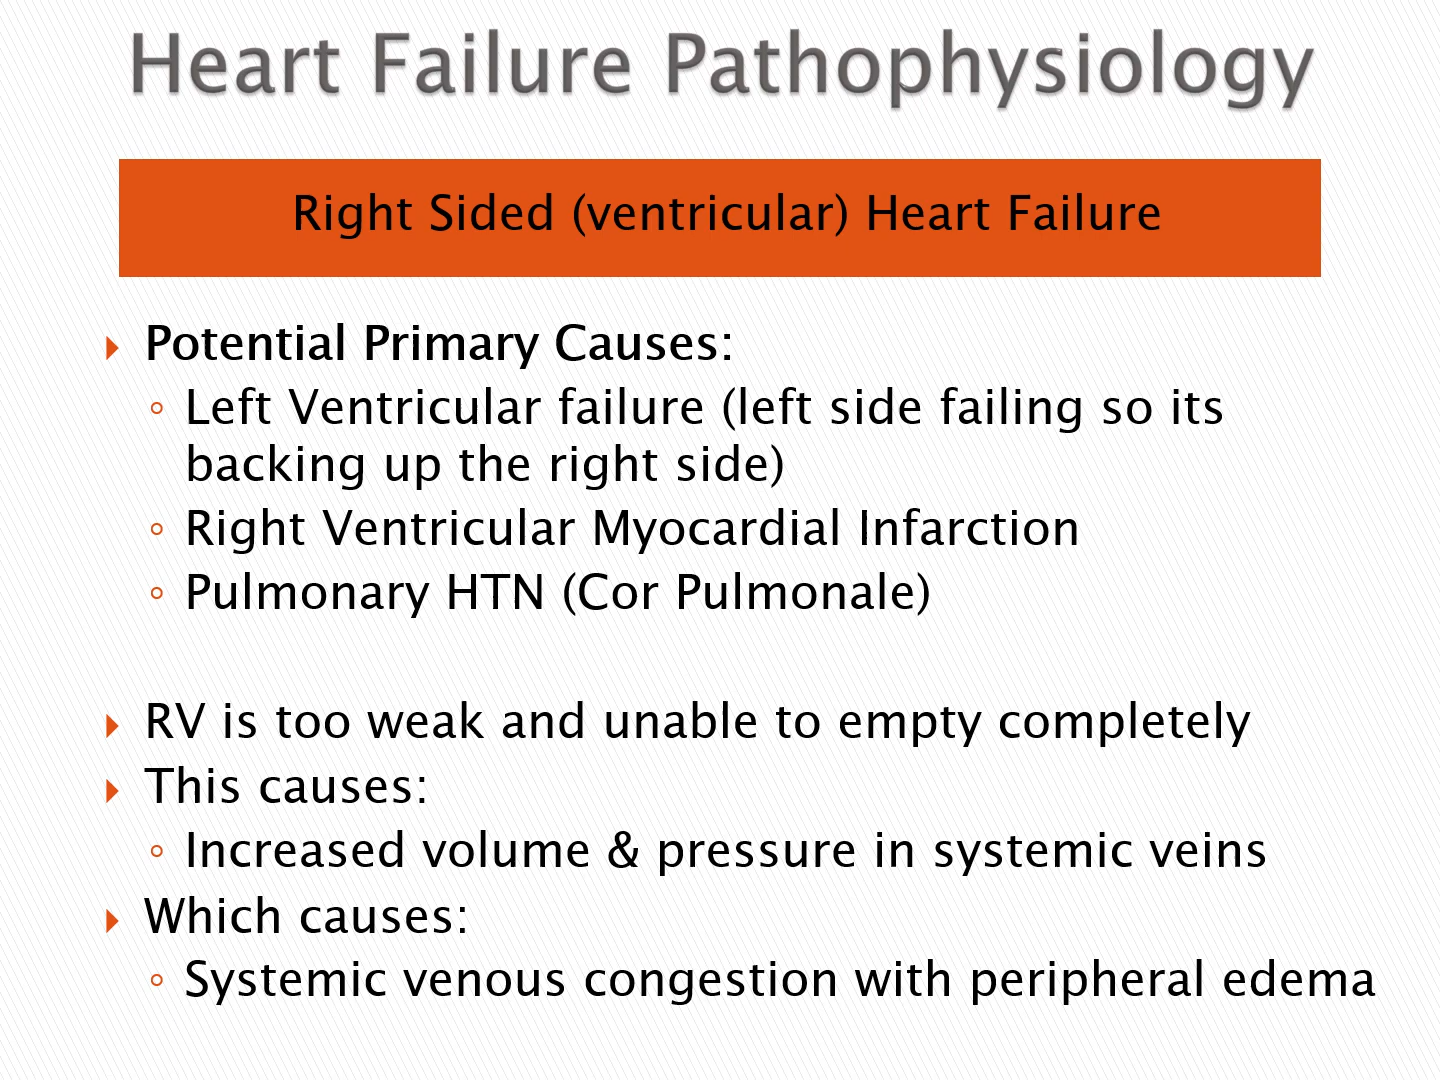 Heart Failure Pathophysiology
Right Sided (ventricular) Heart Failure
Potential Primary Causes:
Left Ventricular failure (left side failing so its
backing up the right side)
Right Ventricular Myocardial Infarction
Pulmonary HTN (Cor Pulmonale)
RV is too weak and unable to empty completely
This causes:
Increased volume & pressure in systemic veins
Which causes:
Systemic venous congestion with peripheral edema